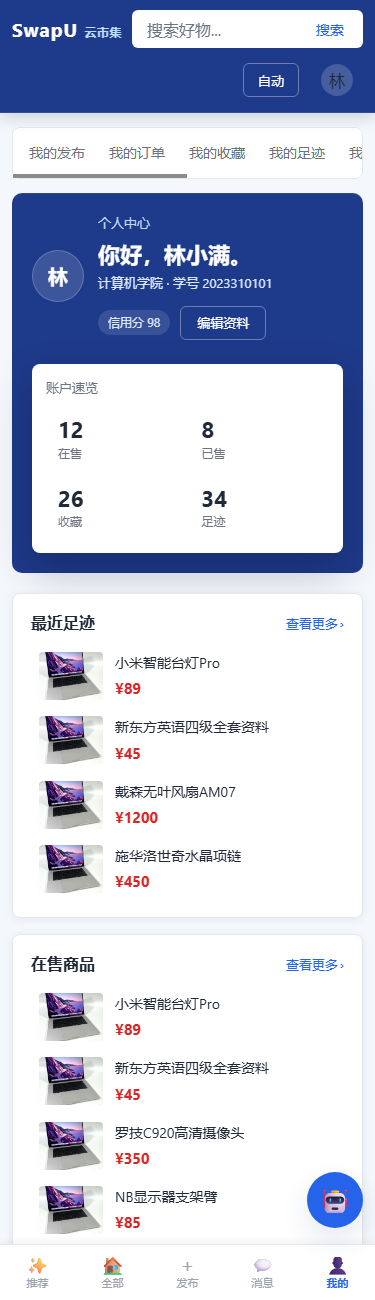 SwapU 云市集
搜索好物...
搜索
自动
林
我的发布 我的订单 我的收藏 我的足迹 我
个人中心
林
你好，林小满。
计算机学院 · 学号 2023310101
信用分 98
编辑资料
账户速览
12
在售
8
已售
26
收藏
34
足迹
最近足迹
查看更多 ›
小米智能台灯Pro
¥89
新东方英语四级全套资料
¥45
戴森无叶风扇AM07
¥1200
施华洛世奇水晶项链
¥450
在售商品
查看更多 ›
小米智能台灯Pro
¥89
新东方英语四级全套资料
¥45
罗技C920高清摄像头
¥350
NB显示器支架臂
¥85
推荐
全部
+
发布
消息
我的